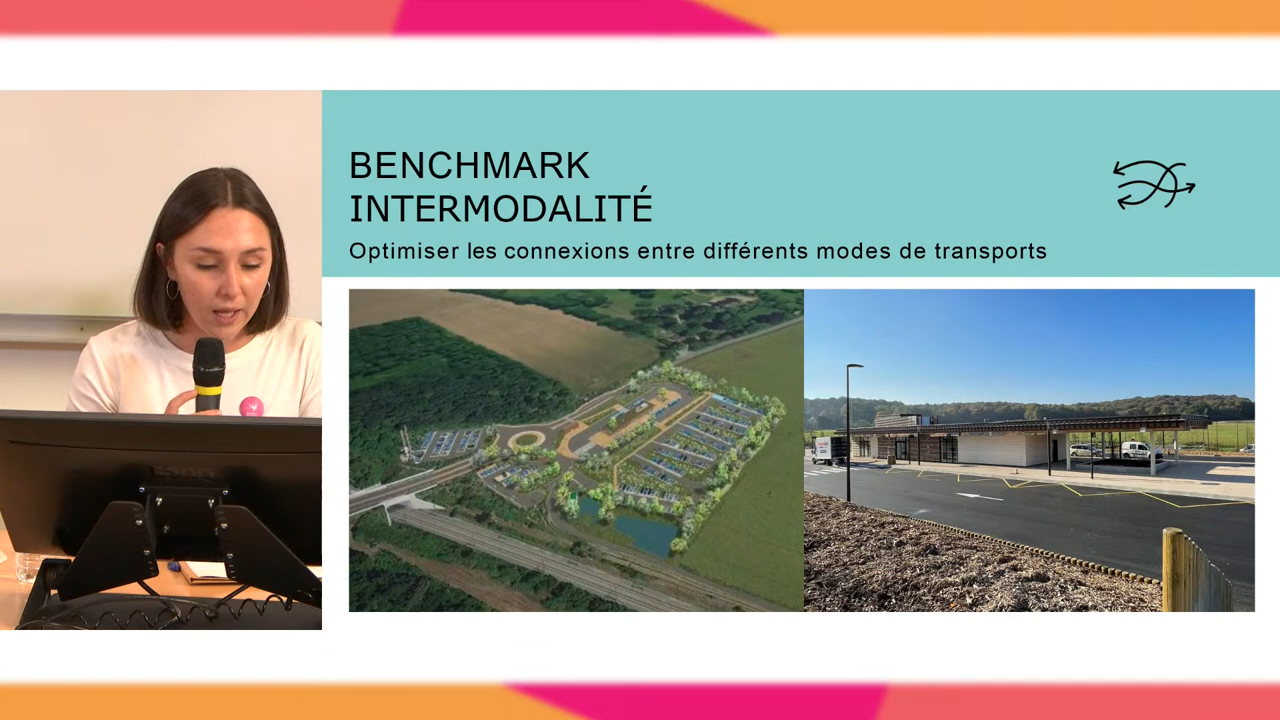 BENCHMARK
INTERMODALITÉ
Optimiser les connexions entre différents modes de transports